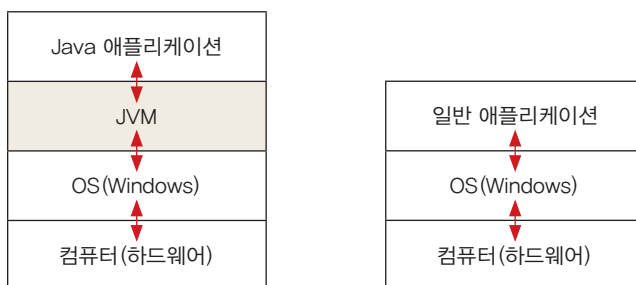 Java 애플리케이션
JVM
OS(Windows)
컴퓨터(하드웨어)
일반 애플리케이션
OS(Windows)
컴퓨터(하드웨어)